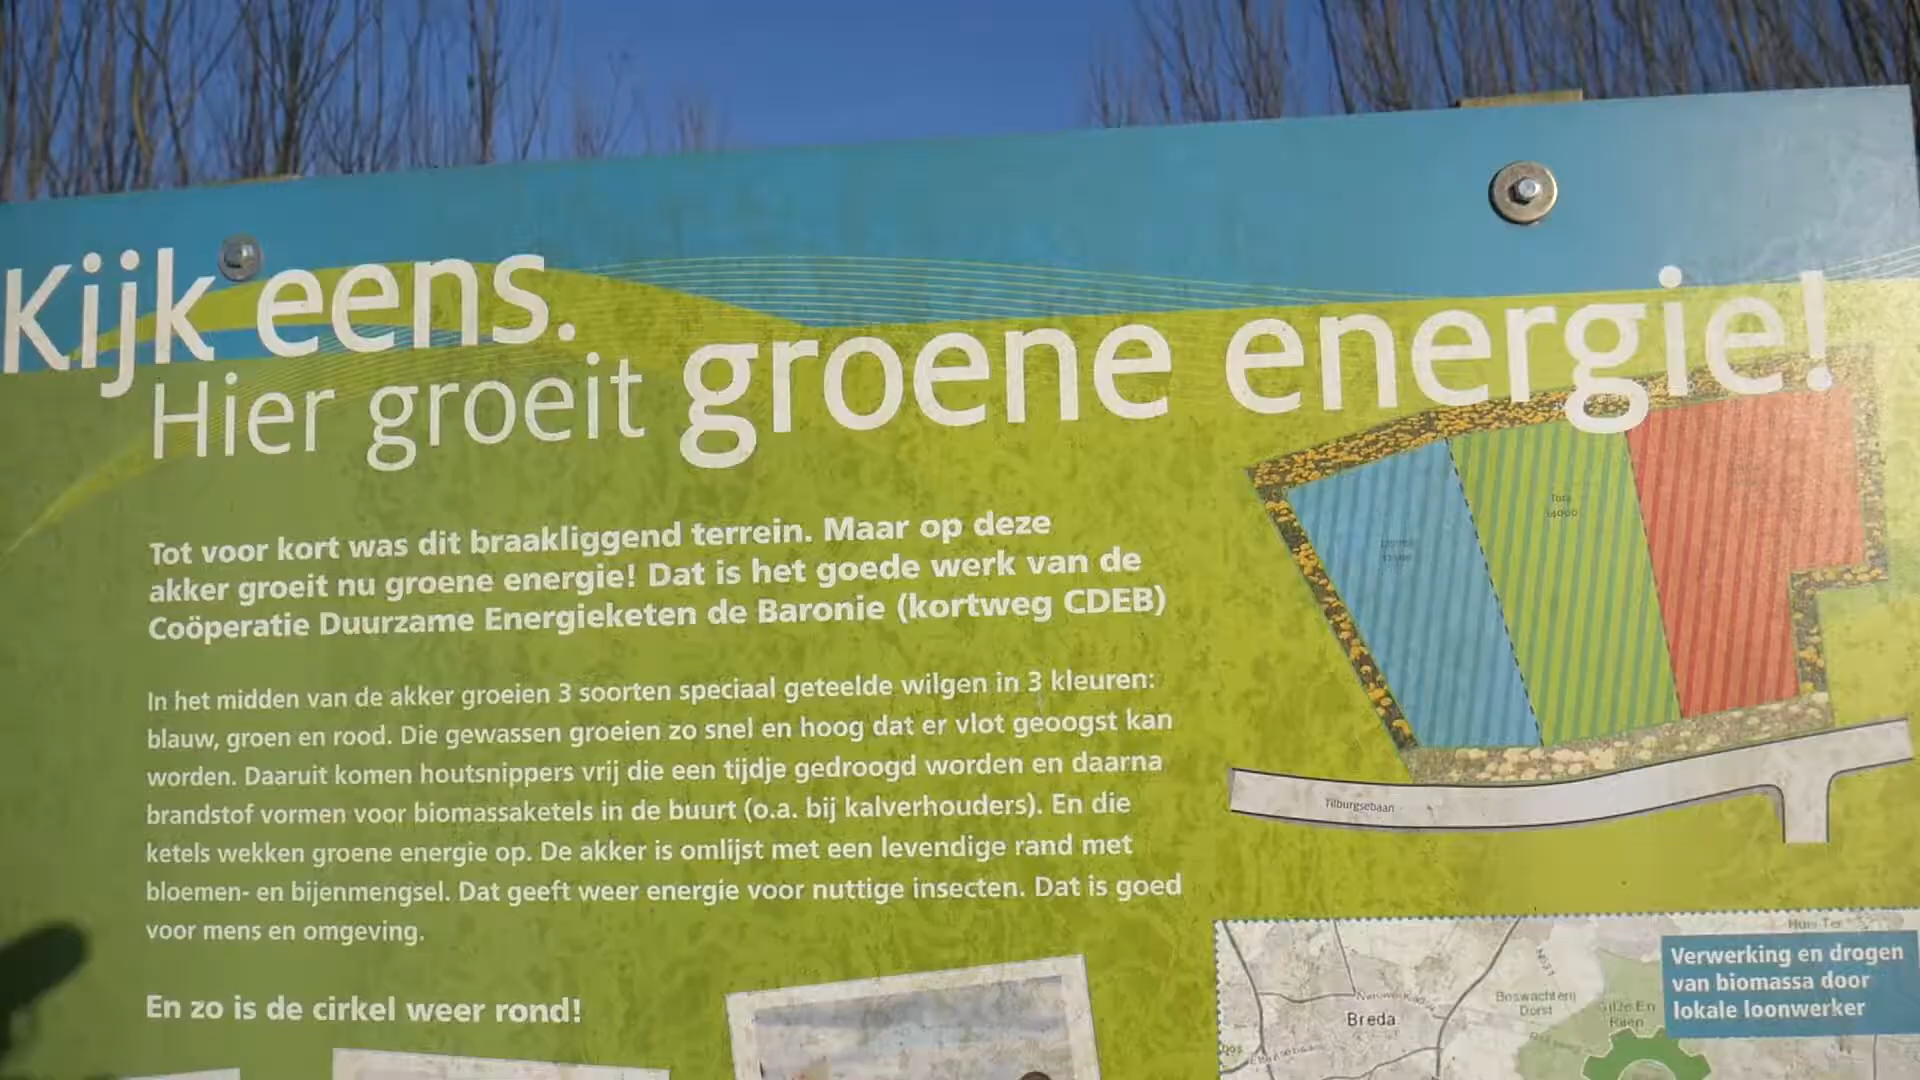 Kijk eens.
Hier groeit groene energie!
Tot voor kort was dit braakliggend terrein. Maar op deze
akker groeit nu groene energie! Dat is het goede werk van de
Coöperatie Duurzame Energieketen de Baronie (kortweg CDEB)
In het midden van de akker groeien 3 soorten speciaal geteelde wilgen in 3 kleuren:
blauw, groen en rood. Die gewassen groeien zo snel en hoog dat er vlot geoogst kan
worden. Daaruit komen houtsnippers vrij die een tijdje gedroogd worden en daarna
brandstof vormen voor biomassaketels in de buurt (o.a. bij kalverhouders). En die
ketels wekken groene energie op. De akker is omlijst met een levendige rand met
bloemen- en bijenmengsel. Dat geeft weer energie voor nuttige insecten. Dat is goed
voor mens en omgeving.
En zo is de cirkel weer rond!
Tora
14000
Tilburgsebaan
Huis Ter
Verwerking en drogen
van biomassa door
lokale loonwerker
Boswachterij
Dorst
Gilze En
Rijen
Breda